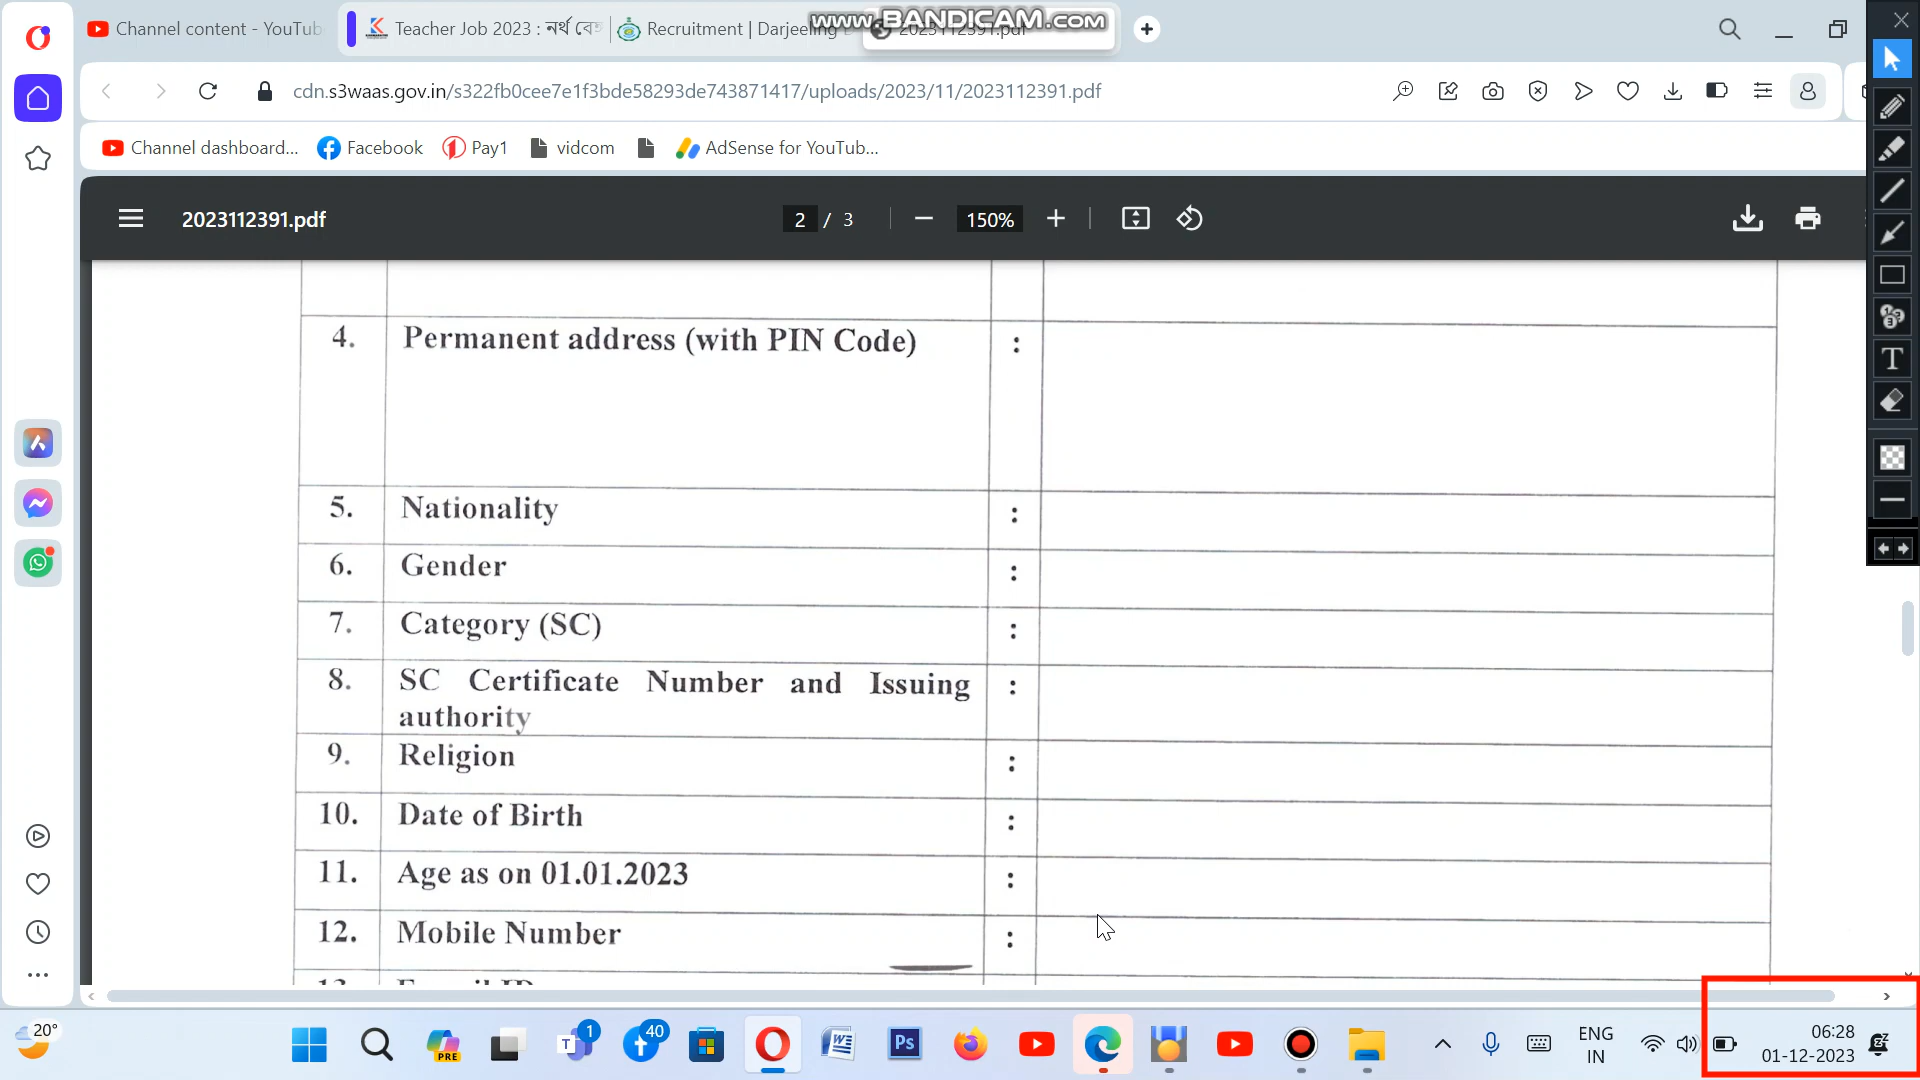 Channel content - YouTub
Teacher Job 2023 : নর্থ বে
Recruitment | Darjeeling
2023112391.pdf
www.BANDICAM.com
cdn.s3waas.gov.in/s322fb0cee7e1f3bde58293de743871417/uploads/2023/11/2023112391.pdf
Channel dashboard...
Facebook
Pay1
vidcom
AdSense for YouTub...
2023112391.pdf
2 / 3
150%
4. Permanent address (with PIN Code) :
5. Nationality :
6. Gender :
7. Category (SC) :
8. SC Certificate Number and Issuing :
authority
9. Religion :
10. Date of Birth :
11. Age as on 01.01.2023 :
12. Mobile Number :
T
20°
PRE
T
1
40
Ps
ENG
IN
06:28
01-12-2023